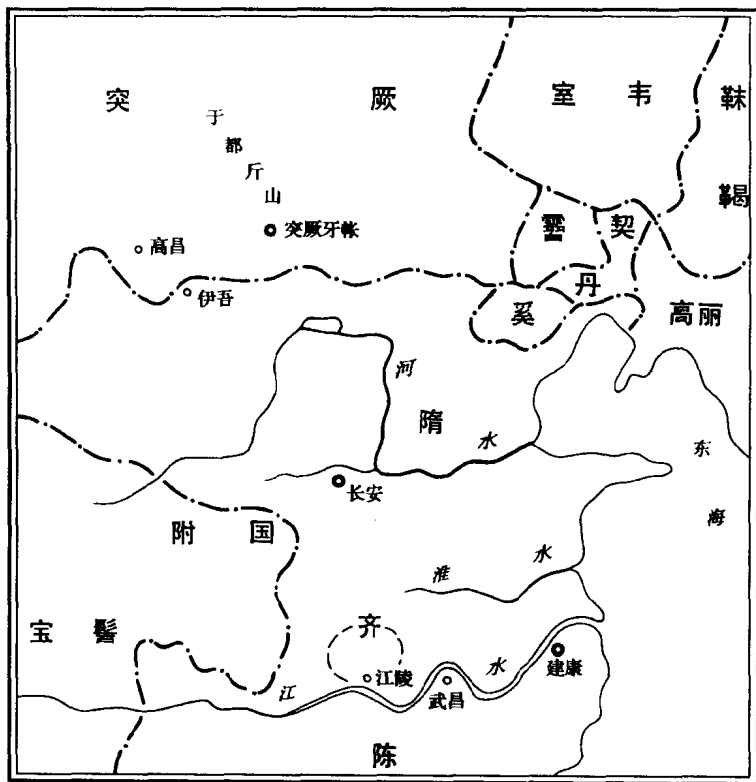 突厥
室韦
靺鞨
于都斤山
突厥牙帐
高昌
伊吾
霫
契丹
奚
高丽
河水
隋
东海
长安
附国
淮水
宝髻
齐
江陵
江水
武昌
建康
陈